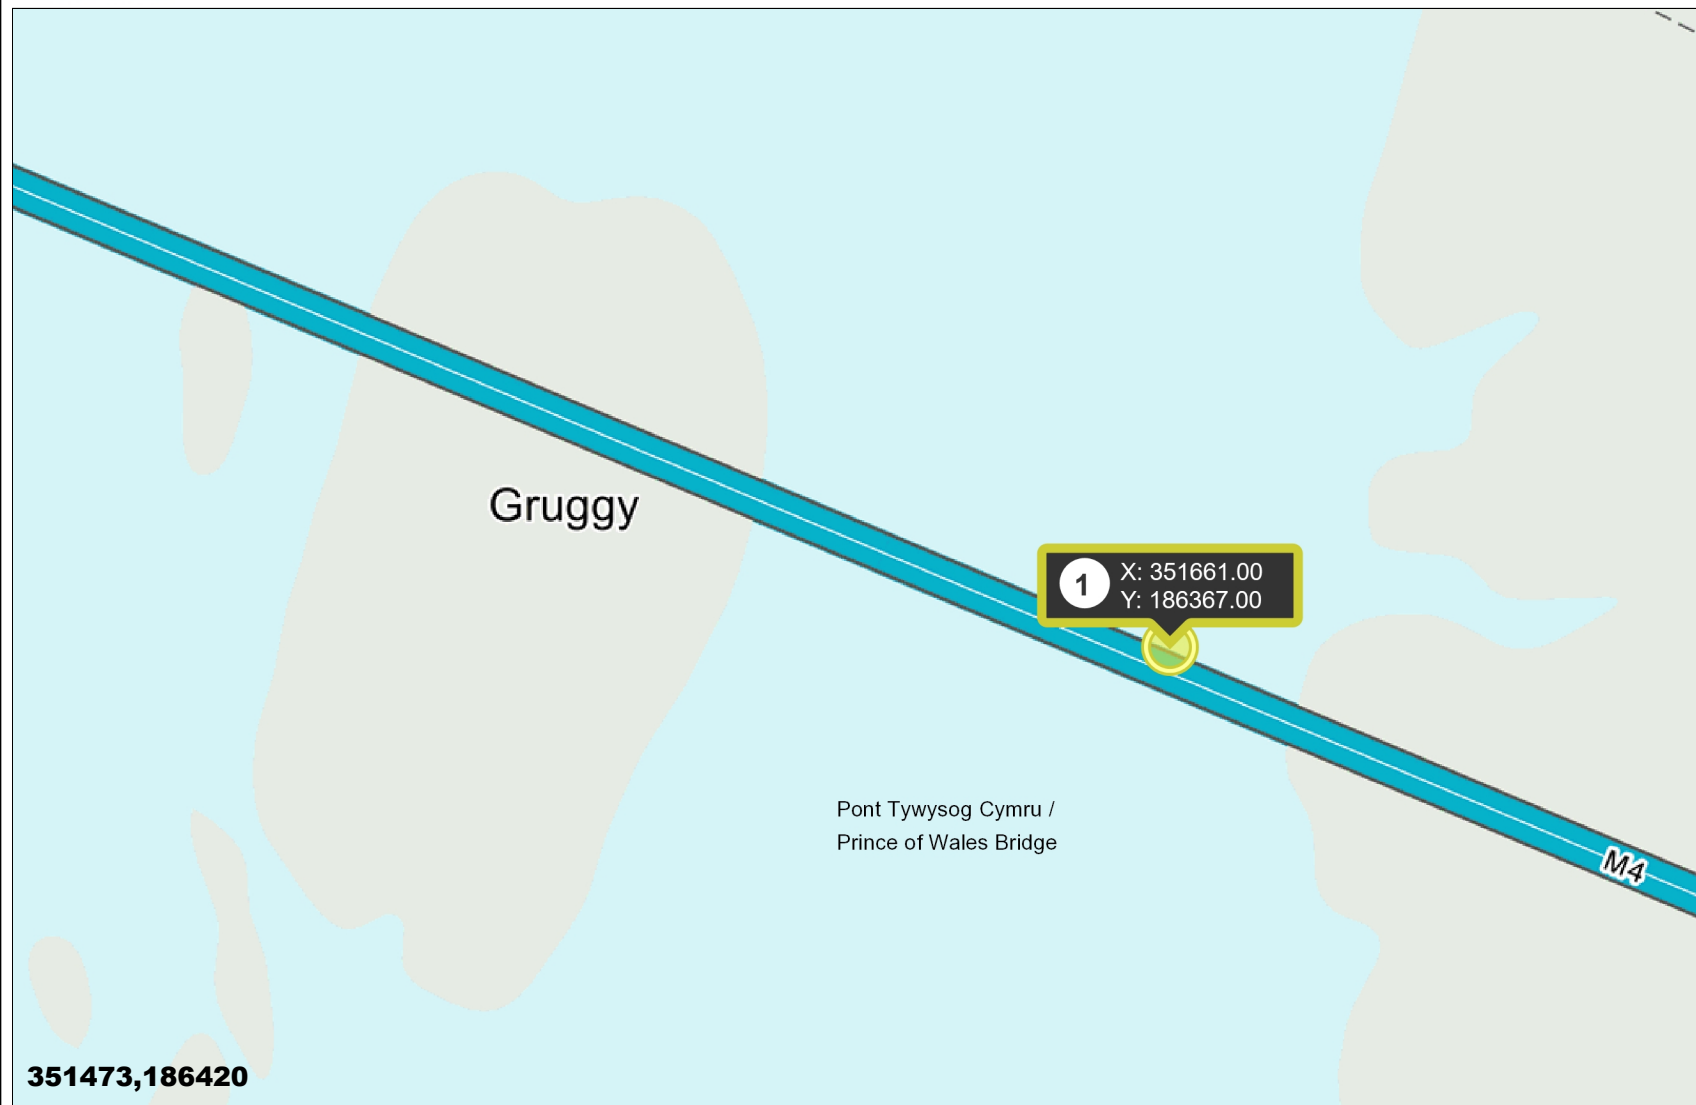 Gruggy
1
X: 351661.00
Y: 186367.00
Pont Tywysog Cymru /
Prince of Wales Bridge
M4
351473,186420